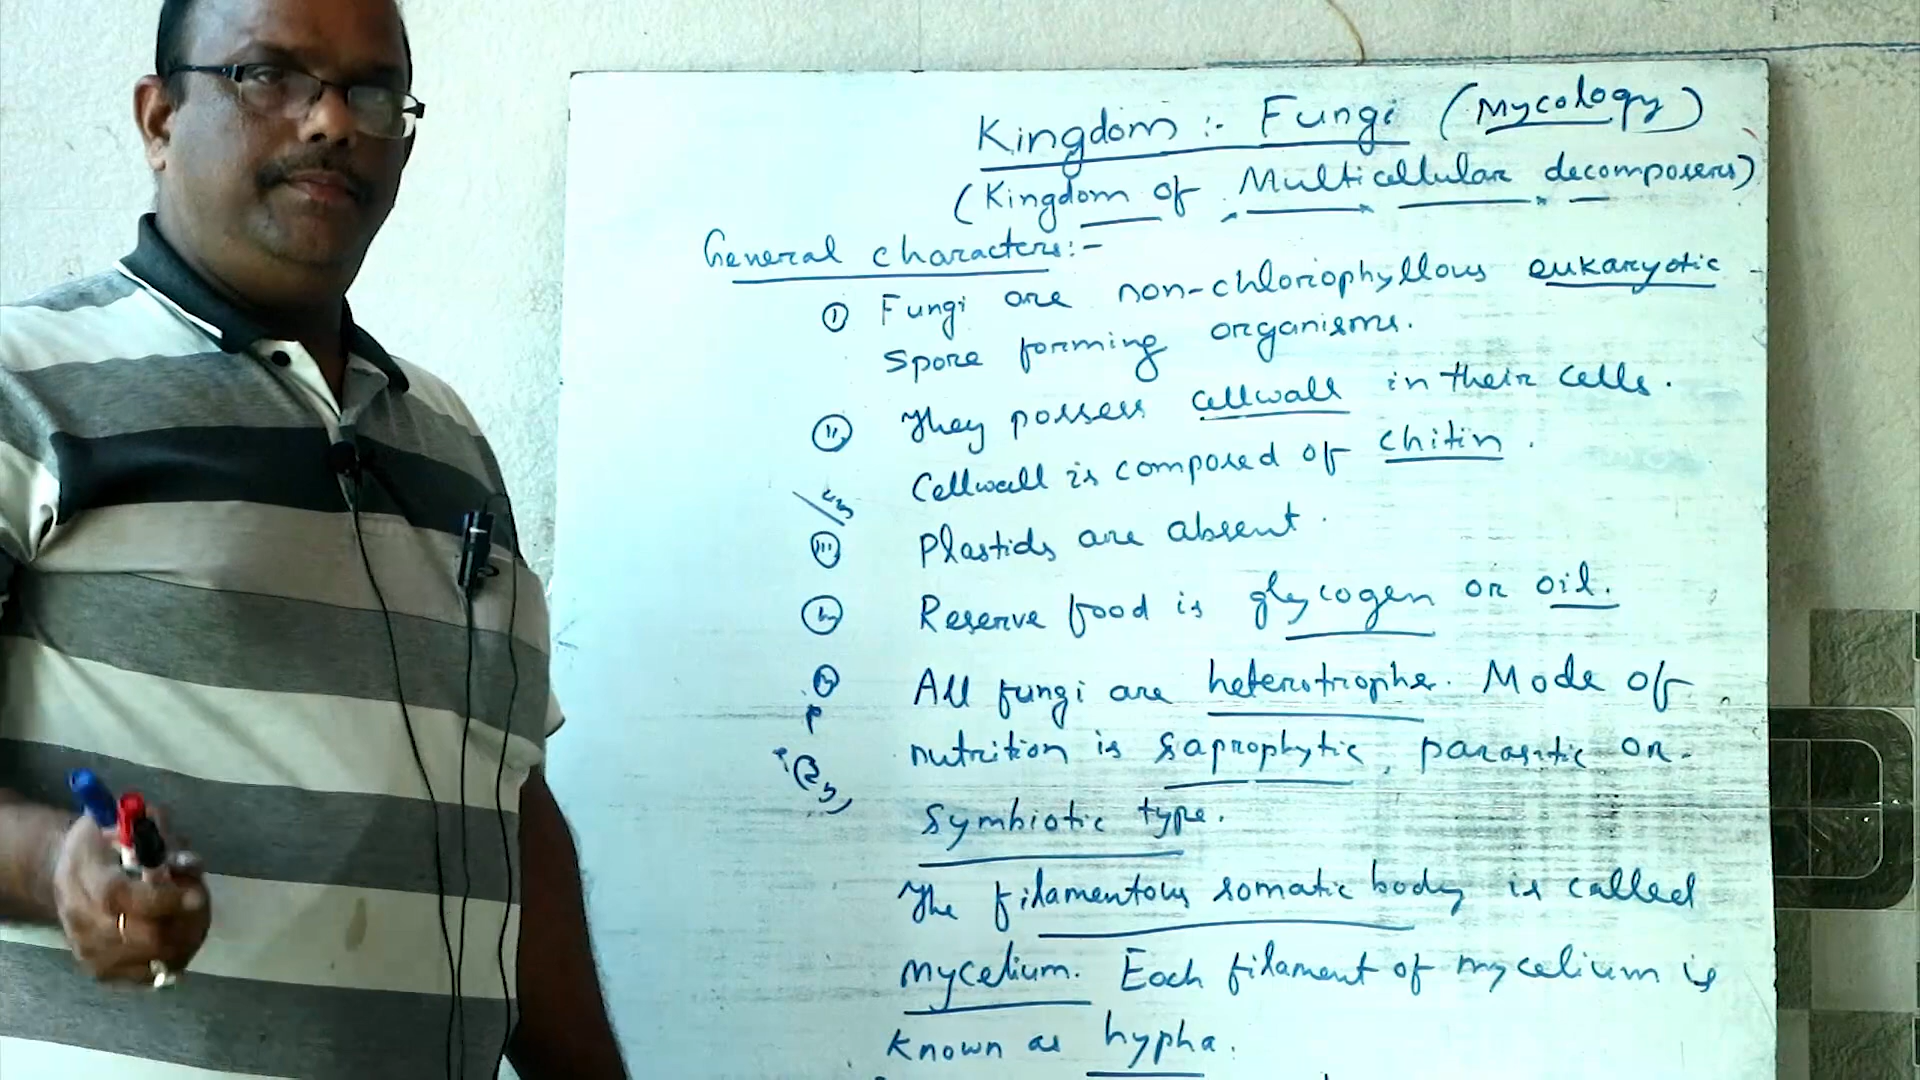 Kingdom :- Fungi (Mycology)
(Kingdom of Multicellular decomposers)
General characters:-
(i) Fungi are non-chlorophyllous eukaryotic
spore forming organisms.
(ii) They possess cellwall in their cells.
Cellwall is composed of chitin.
(iii) Plastids are absent.
(iv) Reserve food is glycogen or oil.
(v) All fungi are heterotrophs. Mode of
nutrition is saprophytic, parasitic or
symbiotic type.
The filamentous somatic body is called
mycelium. Each filament of mycelium is
known as hypha.